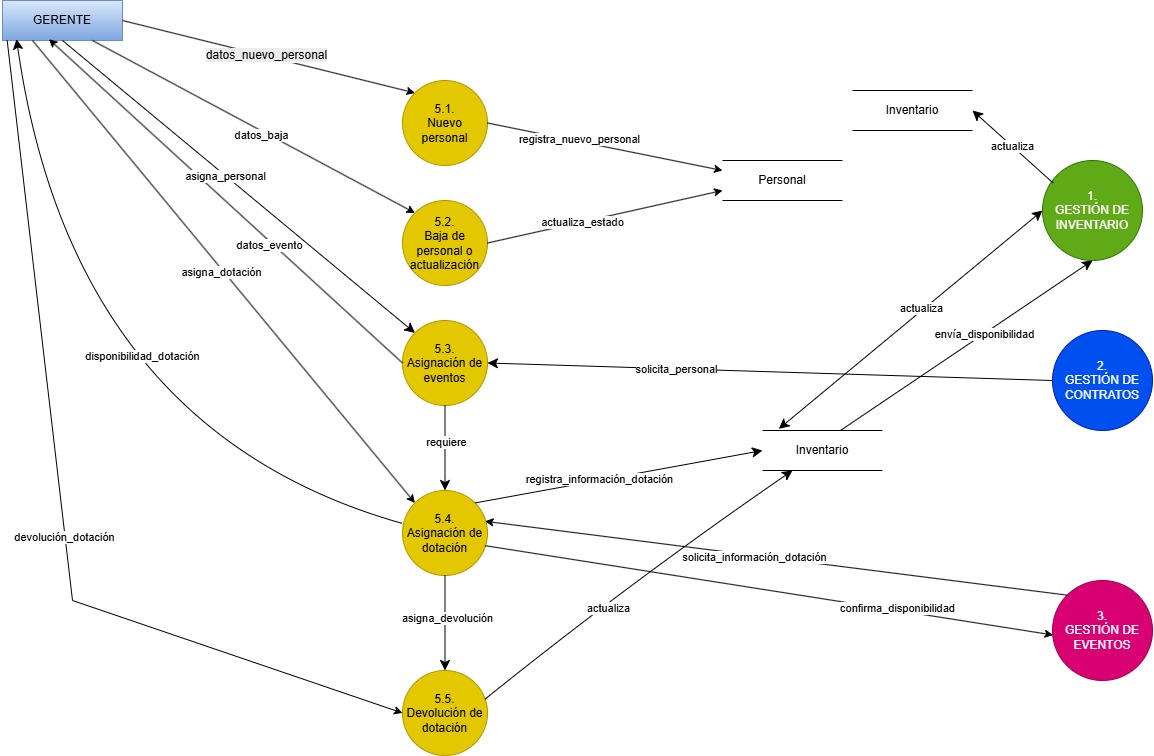 GERENTE
datos_nuevo_personal
5.1.
Nuevo
personal
Inventario
datos_baja
registra_nuevo_personal
actualiza
asigna_personal
Personal
1.
GESTIÓN DE
INVENTARIO
5.2.
Baja de
personal o
actualización
actualiza_estado
datos_evento
asigna_dotación
actualiza
envía_disponibilidad
disponibilidad_dotación
5.3.
Asignación de
eventos
solicita_personal
2.
GESTIÓN DE
CONTRATOS
requiere
Inventario
registra_información_dotación
5.4.
Asignación de
dotación
devolución_dotación
solicita_información_dotación
asigna_devolución
actualiza
confirma_disponibilidad
3.
GESTIÓN DE
EVENTOS
5.5.
Devolución de
dotación